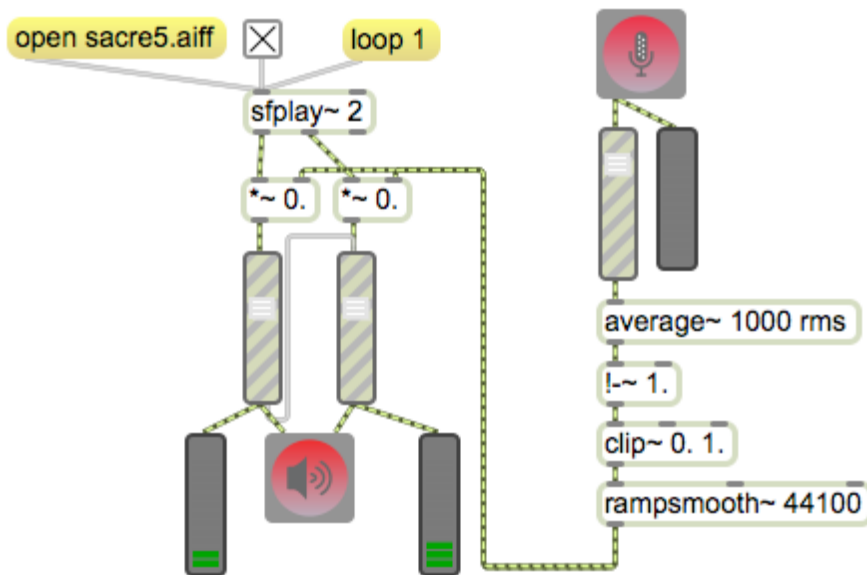 open sacre5.aiff
loop 1
sfplay~ 2
*~ 0.
*~ 0.
average~ 1000 rms
!-~ 1.
clip~ 0. 1.
rampsmooth~ 44100